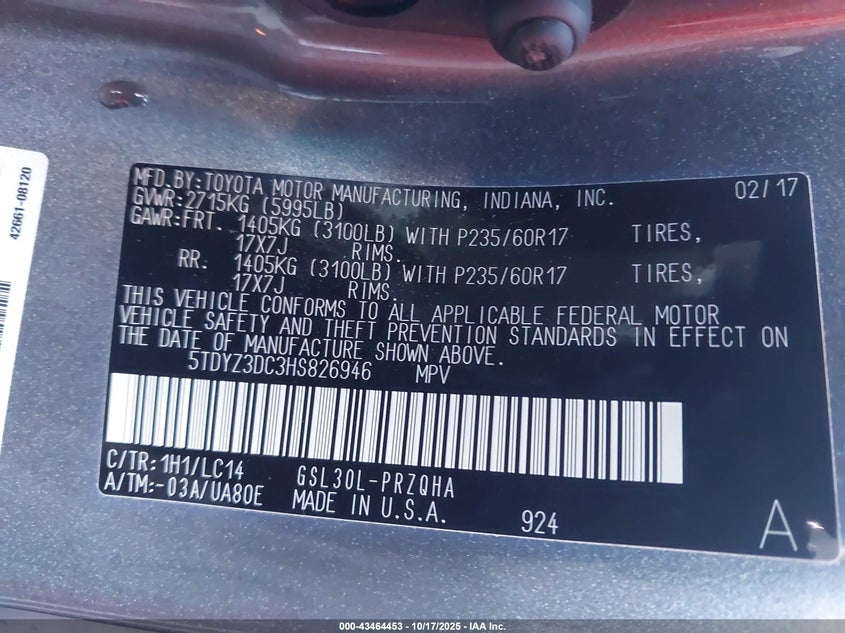 42661-08120
MFD.BY:TOYOTA MOTOR MANUFACTURING, INDIANA, INC. 02/17
GVWR:2715KG (5995LB)
GAWR:FRT. 1405KG (3100LB) WITH P235/60R17 TIRES,
17X7J RIMS.
RR. 1405KG (3100LB) WITH P235/60R17 TIRES,
17X7J RIMS.
THIS VEHICLE CONFORMS TO ALL APPLICABLE FEDERAL MOTOR
VEHICLE SAFETY AND THEFT PREVENTION STANDARDS IN EFFECT ON
THE DATE OF MANUFACTURE SHOWN ABOVE.
5TDYZ3DC3HS826946 MPV
C/TR:1H1/LC14 GSL30L-PRZQHA
A/TM:-03A/UA80E MADE IN U.S.A. 924 A
000-43464453 - 10/17/2025 - IAA Inc.